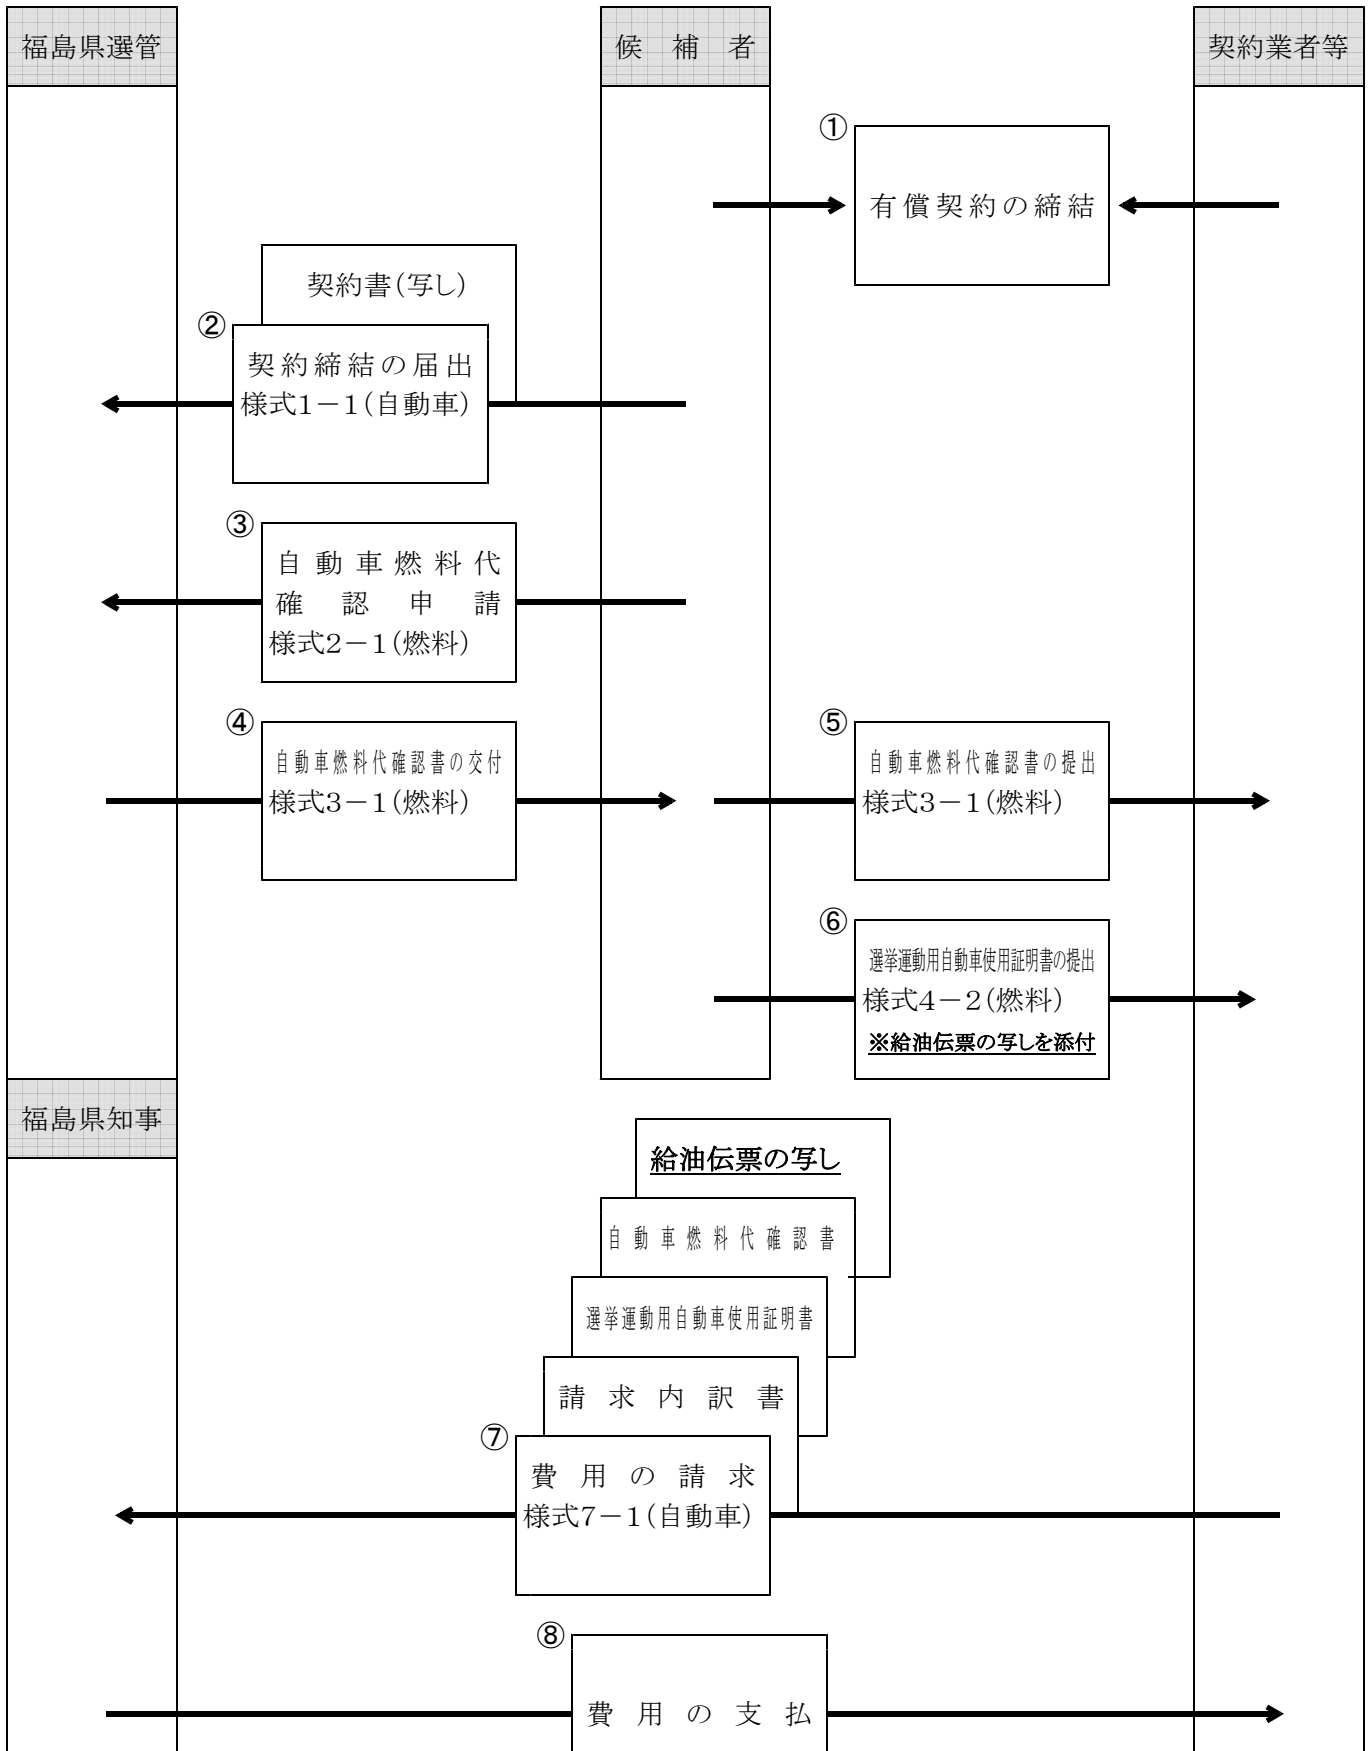 福島県選管
候補者
契約業者等
①
有償契約の締結
契約書(写し)
②
契約締結の届出
様式1-1(自動車)
③
自動車燃料代
確認申請
様式2-1(燃料)
④
自動車燃料代確認書の交付
様式3-1(燃料)
⑤
自動車燃料代確認書の提出
様式3-1(燃料)
⑥
選挙運動用自動車使用証明書の提出
様式4-2(燃料)
※給油伝票の写しを添付
福島県知事
給油伝票の写し
自動車燃料代確認書
選挙運動用自動車使用証明書
請求内訳書
⑦
費用の請求
様式7-1(自動車)
⑧
費用の支払